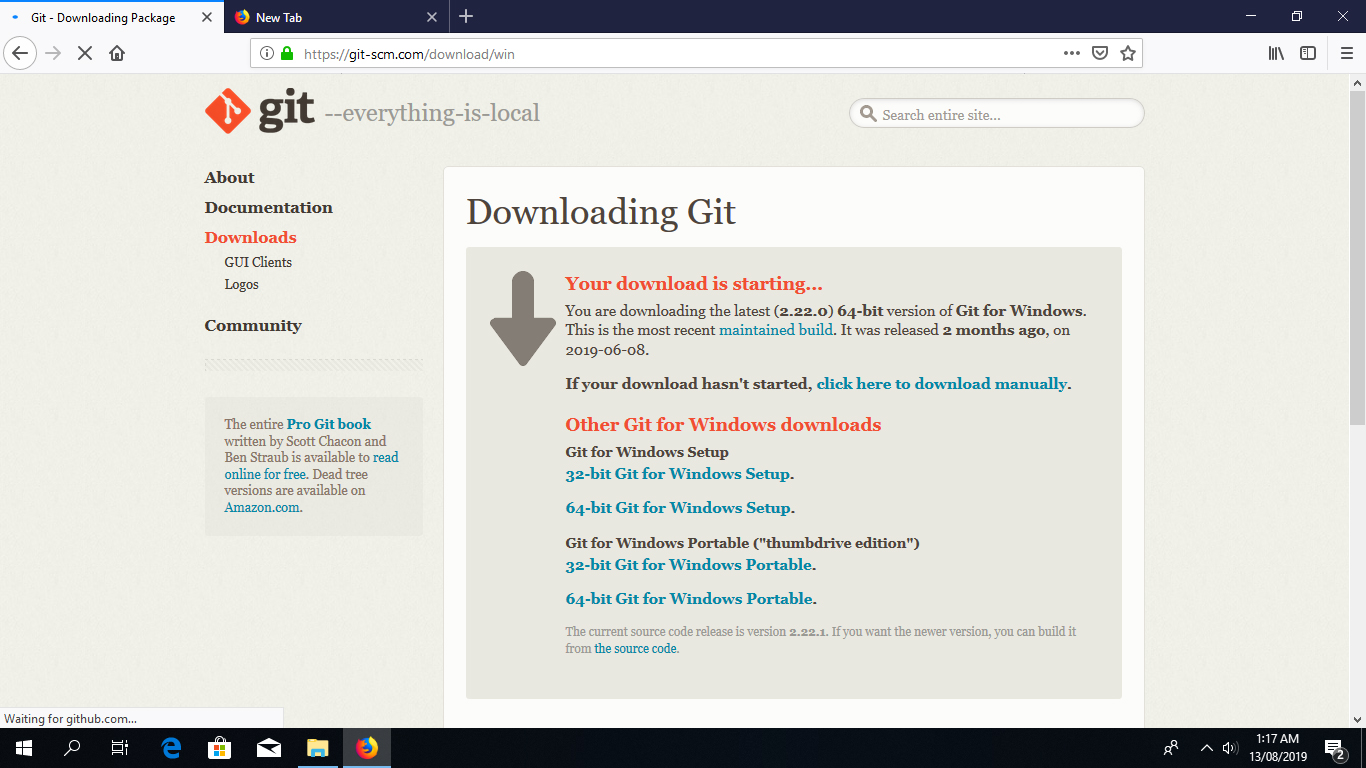 Git - Downloading Package
New Tab
https://git-scm.com/download/win
git --everything-is-local
Search entire site...
About
Documentation
Downloads
GUI Clients
Logos
Community
The entire Pro Git book
written by Scott Chacon and
Ben Straub is available to read
online for free. Dead tree
versions are available on
Amazon.com.
Downloading Git
Your download is starting...
You are downloading the latest (2.22.0) 64-bit version of Git for Windows.
This is the most recent maintained build. It was released 2 months ago, on
2019-06-08.
If your download hasn't started, click here to download manually.
Other Git for Windows downloads
Git for Windows Setup
32-bit Git for Windows Setup.
64-bit Git for Windows Setup.
Git for Windows Portable ("thumbdrive edition")
32-bit Git for Windows Portable.
64-bit Git for Windows Portable.
The current source code release is version 2.22.1. If you want the newer version, you can build it
from the source code.
Waiting for github.com...
1:17 AM
13/08/2019
2